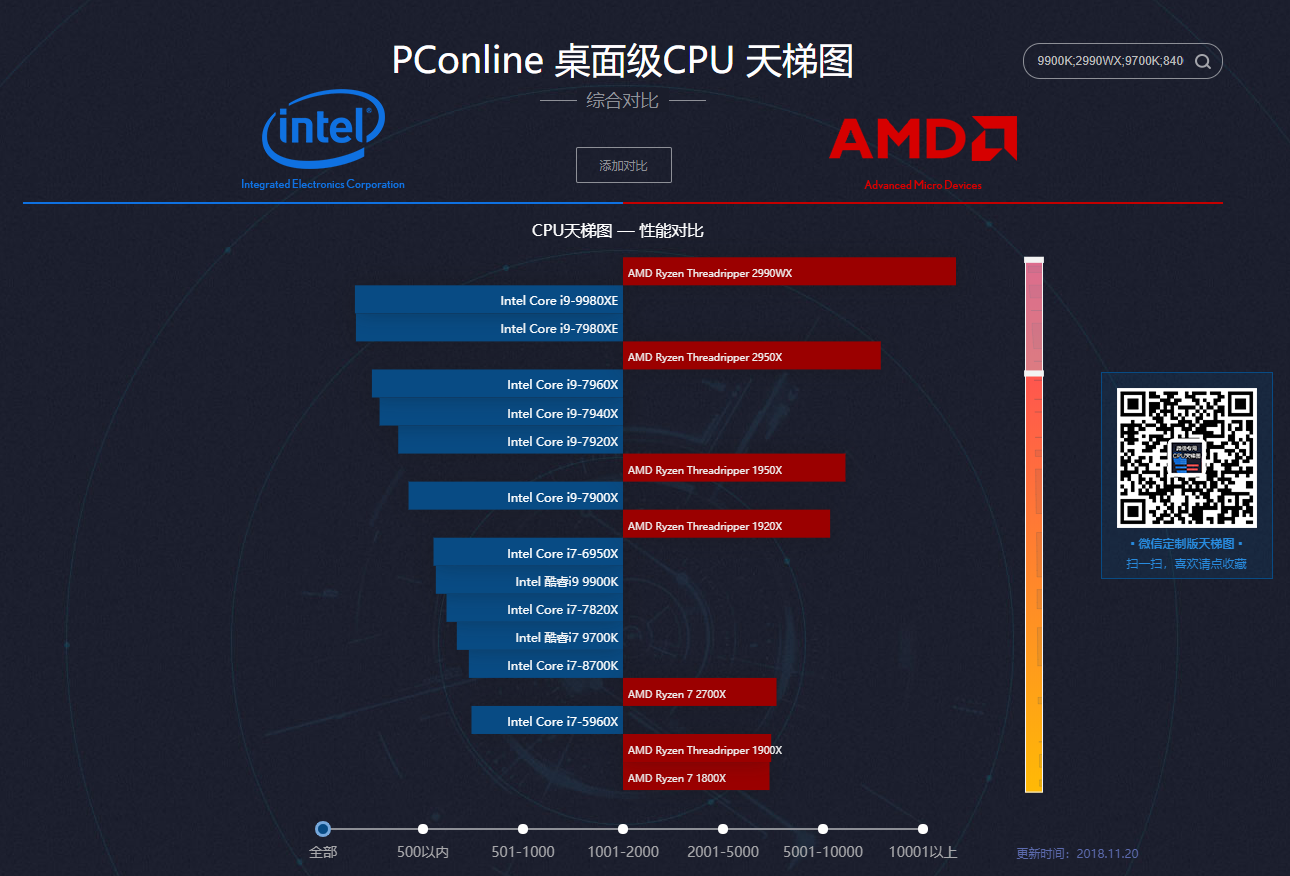 PConline 桌面级CPU 天梯图
9900K;2990WX;9700K;840
综合对比
intel
®
AMD
添加对比
Integrated Electronics Corporation
Advanced Micro Devices
CPU天梯图 — 性能对比
AMD Ryzen Threadripper 2990WX
Intel Core i9-9980XE
Intel Core i9-7980XE
AMD Ryzen Threadripper 2950X
Intel Core i9-7960X
Intel Core i9-7940X
Intel Core i9-7920X
AMD Ryzen Threadripper 1950X
Intel Core i9-7900X
AMD Ryzen Threadripper 1920X
Intel Core i7-6950X
Intel 酷睿i9 9900K
Intel Core i7-7820X
Intel 酷睿i7 9700K
Intel Core i7-8700K
AMD Ryzen 7 2700X
Intel Core i7-5960X
AMD Ryzen Threadripper 1900X
AMD Ryzen 7 1800X
CPU天梯图
• 微信定制版天梯图 •
扫一扫，喜欢请点收藏
全部
500以内
501-1000
1001-2000
2001-5000
5001-10000
10001以上
更新时间：2018.11.20